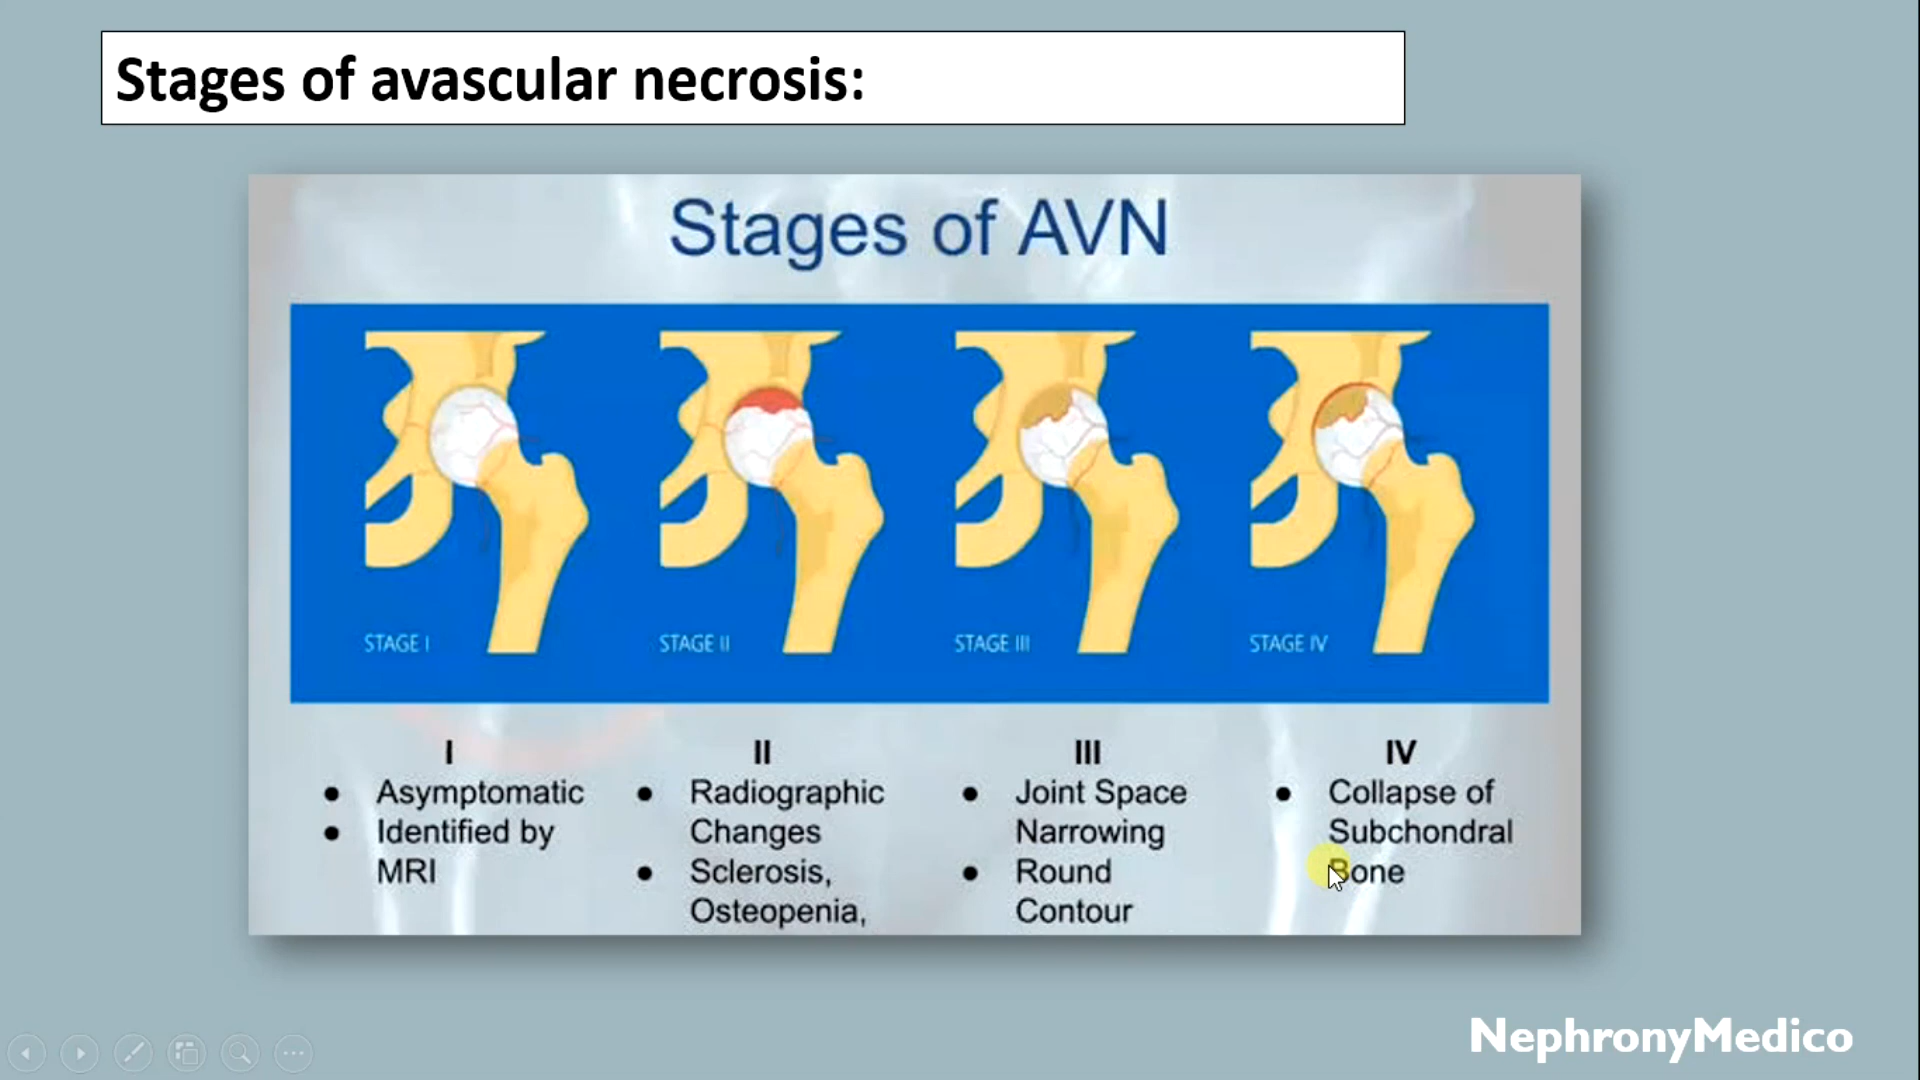 Stages of avascular necrosis:
Stages of AVN
STAGE I
STAGE II
STAGE III
STAGE IV
I
● Asymptomatic
● Identified by
MRI
II
● Radiographic
Changes
● Sclerosis,
Osteopenia,
III
● Joint Space
Narrowing
● Round
Contour
IV
● Collapse of
Subchondral
Bone
NephronyMedico